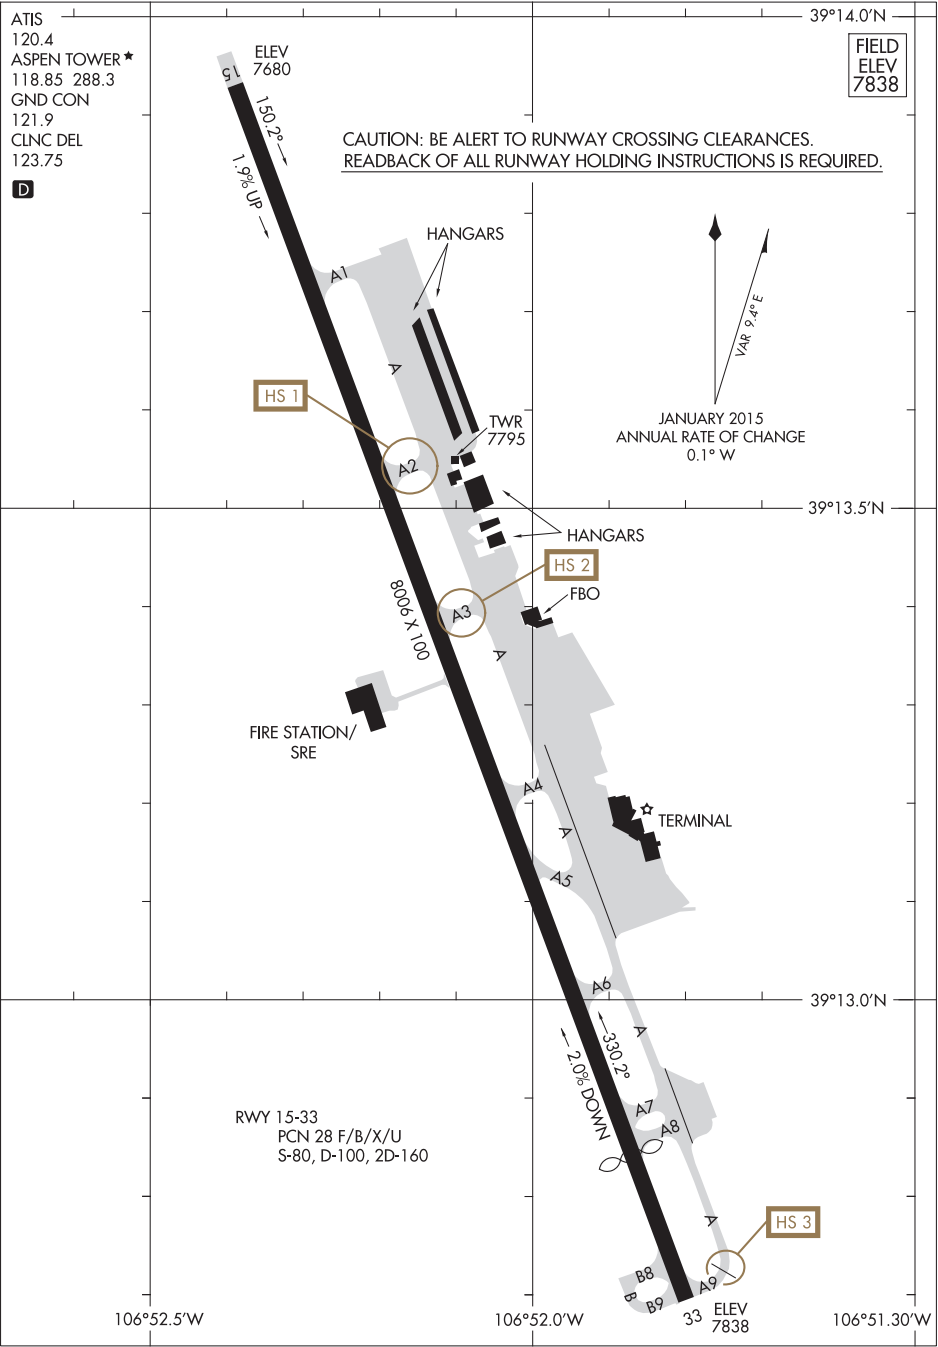 ATIS
120.4
ASPEN TOWER★
118.85 288.3
GND CON
121.9
CLNC DEL
123.75
D
39°14.0'N
FIELD
ELEV
7838
ELEV
7680
15
150.2°
1.9% UP
CAUTION: BE ALERT TO RUNWAY CROSSING CLEARANCES.
READBACK OF ALL RUNWAY HOLDING INSTRUCTIONS IS REQUIRED.
HANGARS
A1
VAR 9.4° E
A
HS 1
JANUARY 2015
ANNUAL RATE OF CHANGE
0.1° W
TWR
7795
A2
39°13.5'N
HANGARS
HS 2
FBO
8006 X 100
A3
A
FIRE STATION/
SRE
A4
TERMINAL
A
A5
A6
39°13.0'N
A
330.2°
2.0% DOWN
A7
A8
RWY 15-33
PCN 28 F/B/X/U
S-80, D-100, 2D-160
A
HS 3
B8
A9
B
B9
33
ELEV
7838
106°52.5'W
106°52.0'W
106°51.30'W